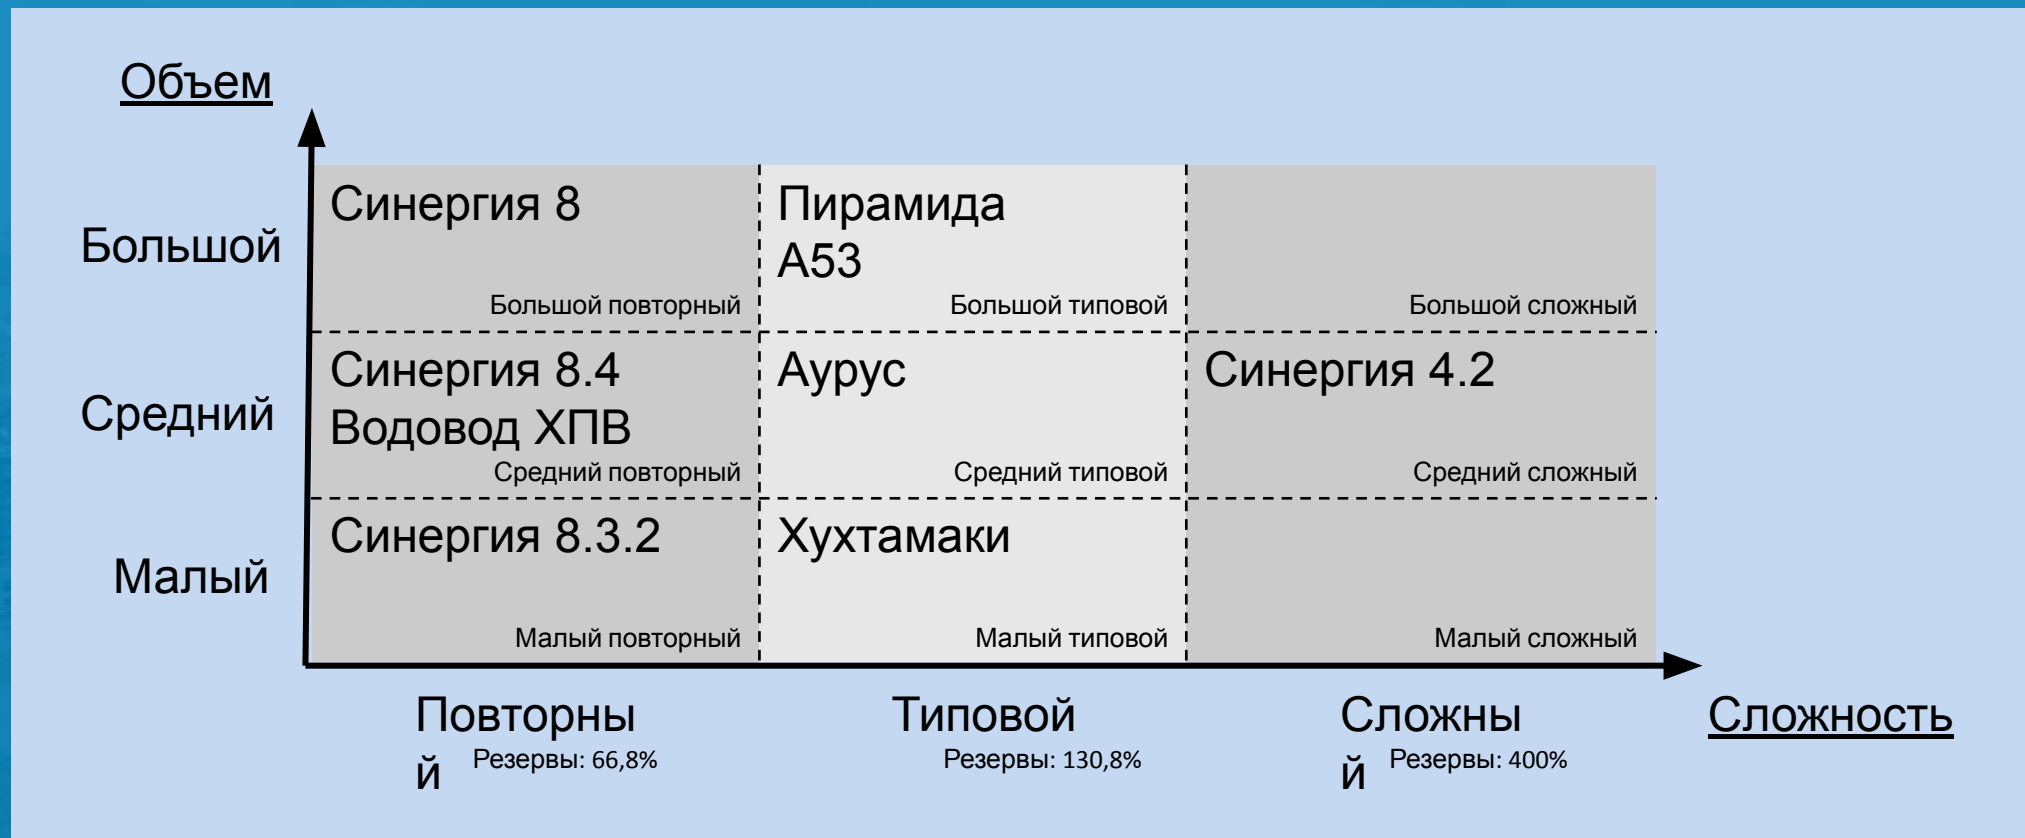 Объем
Большой
Синергия 8
Большой повторный
Пирамида
А53
Большой типовой
Большой сложный
Средний
Синергия 8.4
Водовод ХПВ
Средний повторный
Аурус
Средний типовой
Синергия 4.2
Средний сложный
Малый
Синергия 8.3.2
Малый повторный
Хухтамаки
Малый типовой
Малый сложный
Повторны
й
Резервы: 66,8%
Типовой
Резервы: 130,8%
Сложны
й
Резервы: 400%
Сложность